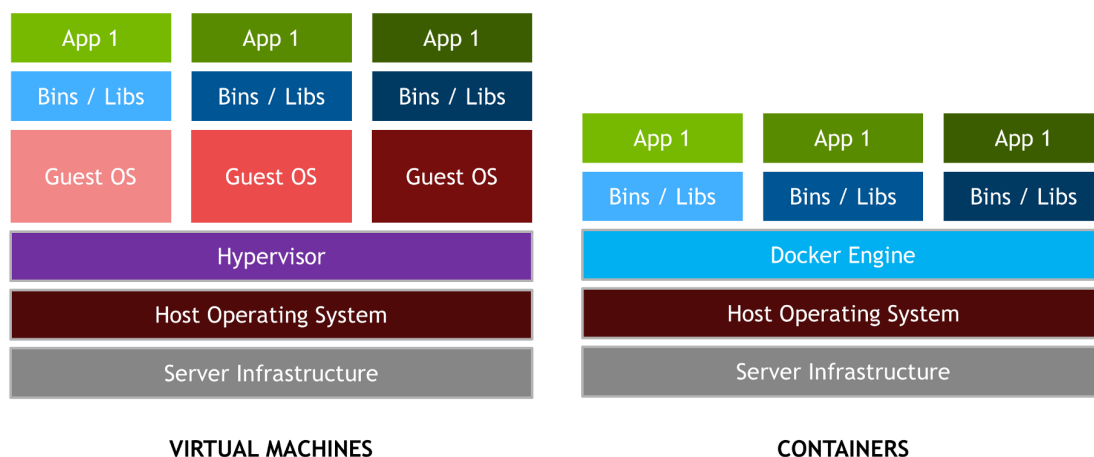 App 1
App 1
App 1
Bins / Libs
Bins / Libs
Bins / Libs
Guest OS
Guest OS
Guest OS
Hypervisor
Host Operating System
Server Infrastructure
VIRTUAL MACHINES
App 1
App 1
App 1
Bins / Libs
Bins / Libs
Bins / Libs
Docker Engine
Host Operating System
Server Infrastructure
CONTAINERS